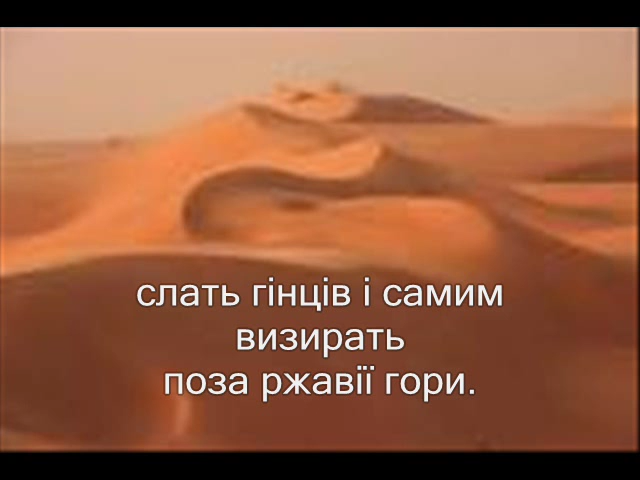 слать гінців і самим
визирать
поза ржавії гори.